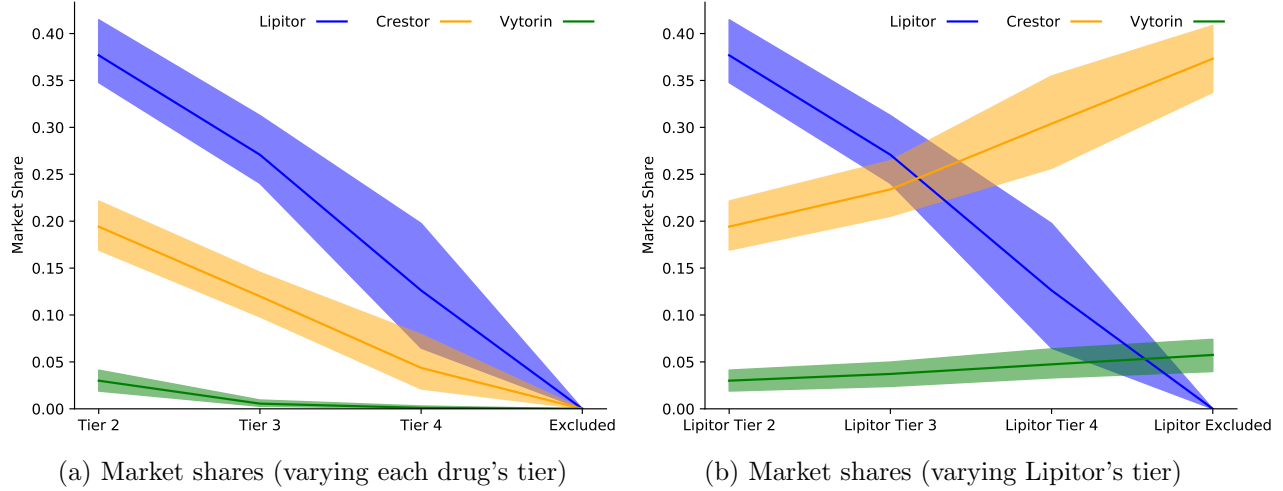 Lipitor Crestor Vytorin
0.40
0.35
0.30
0.25
0.20
0.15
0.10
0.05
0.00
Market Share
Tier 2 Tier 3 Tier 4 Excluded
(a) Market shares (varying each drug's tier)
Lipitor Crestor Vytorin
0.40
0.35
0.30
0.25
0.20
0.15
0.10
0.05
0.00
Market Share
Lipitor Tier 2 Lipitor Tier 3 Lipitor Tier 4 Lipitor Excluded
(b) Market shares (varying Lipitor's tier)